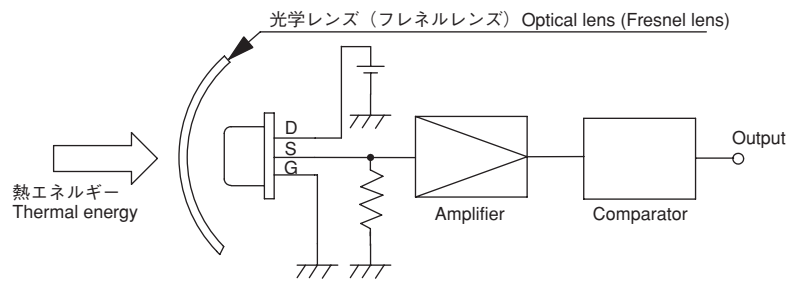 光学レンズ（フレネルレンズ）Optical lens (Fresnel lens)
D
S
G
Output
熱エネルギー
Thermal energy
Amplifier
Comparator